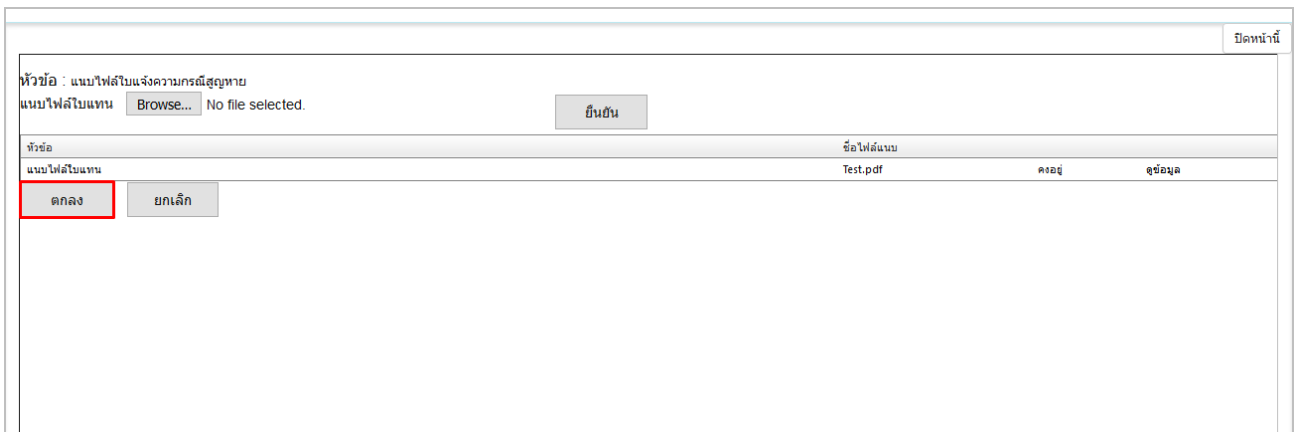 ปิดหน้านี้
หัวข้อ : แนบไฟล์ใบแจ้งความกรณีสูญหาย
แนบไฟล์ใบแทน Browse... No file selected. ยืนยัน
หัวข้อ ชื่อไฟล์แนบ
แนบไฟล์ใบแทน Test.pdf คงอยู่ ดูข้อมูล
ตกลง ยกเลิก